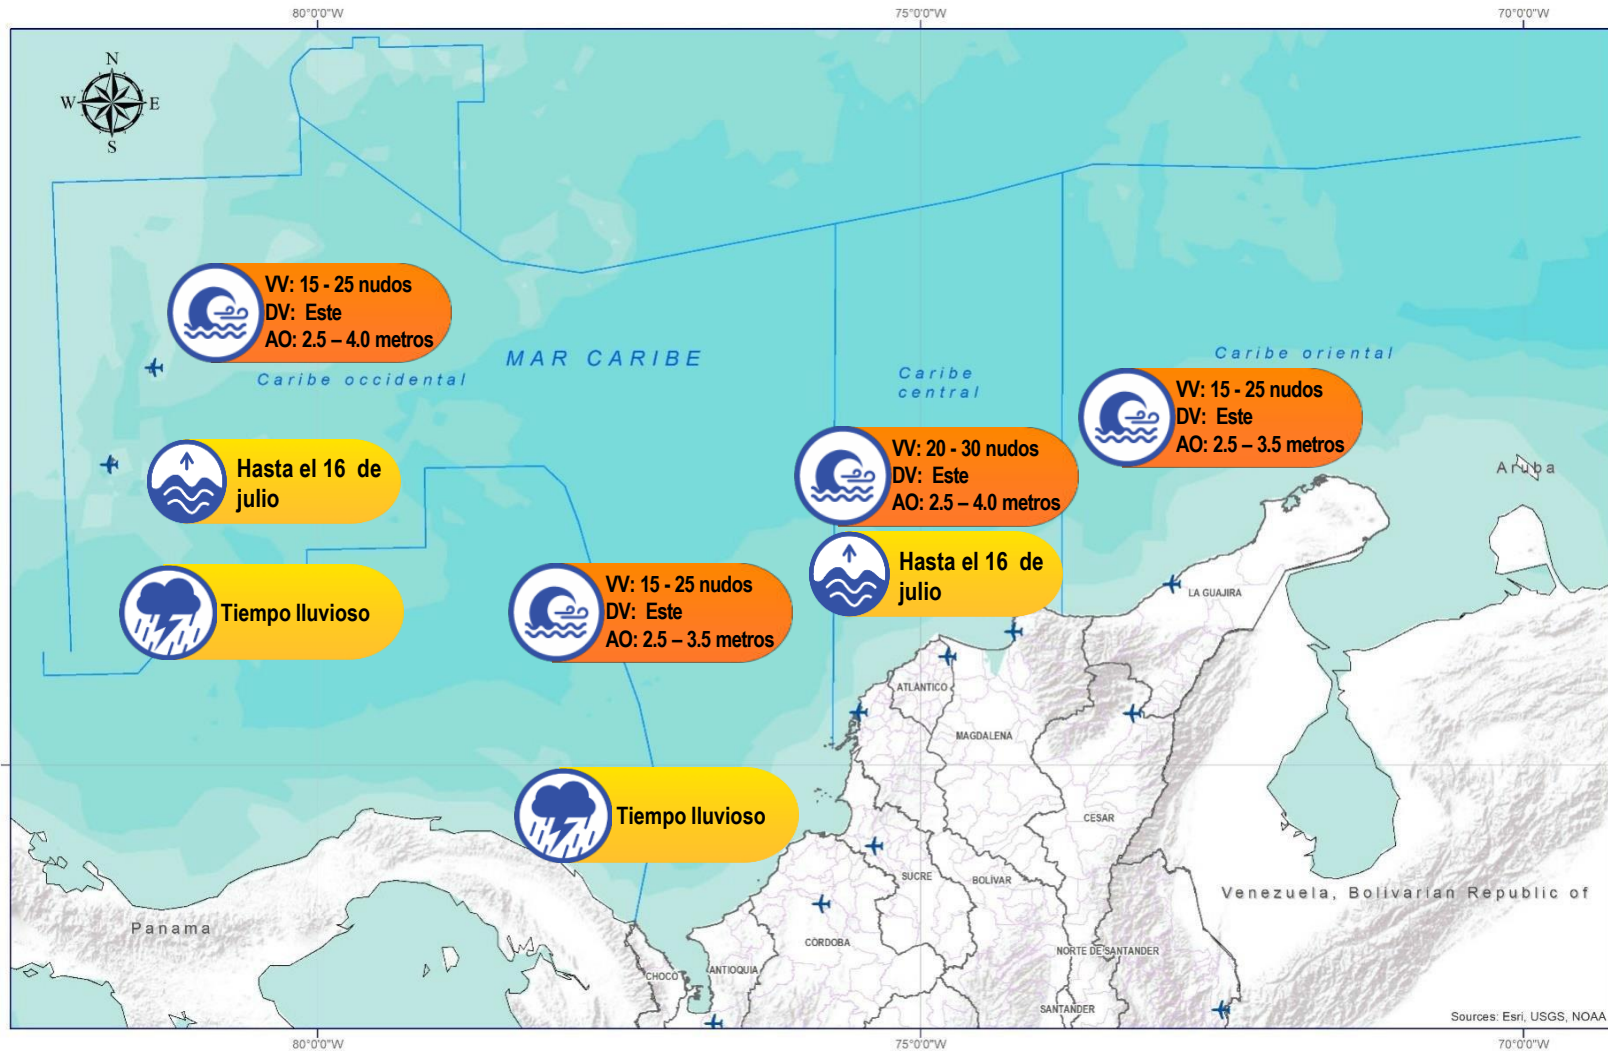 80°0'0"W
75°0'0"W
70°0'0"W
N
W
E
S
VV: 15 - 25 nudos
DV: Este
AO: 2.5 – 4.0 metros
MAR CARIBE
Caribe occidental
Caribe
central
Caribe oriental
VV: 15 - 25 nudos
DV: Este
AO: 2.5 – 3.5 metros
VV: 20 - 30 nudos
DV: Este
AO: 2.5 – 4.0 metros
Hasta el 16 de
julio
Aruba
Hasta el 16 de
julio
Tiempo lluvioso
VV: 15 - 25 nudos
DV: Este
AO: 2.5 – 3.5 metros
LA GUAJIRA
ATLÁNTICO
MAGDALENA
Tiempo lluvioso
CESAR
SUCRE
BOLÍVAR
Venezuela, Bolivarian Republic of
Panama
CÓRDOBA
NORTE DE SANTANDER
CHOCÓ
ANTIOQUIA
SANTANDER
Sources: Esri, USGS, NOAA
80°0'0"W
75°0'0"W
70°0'0"W